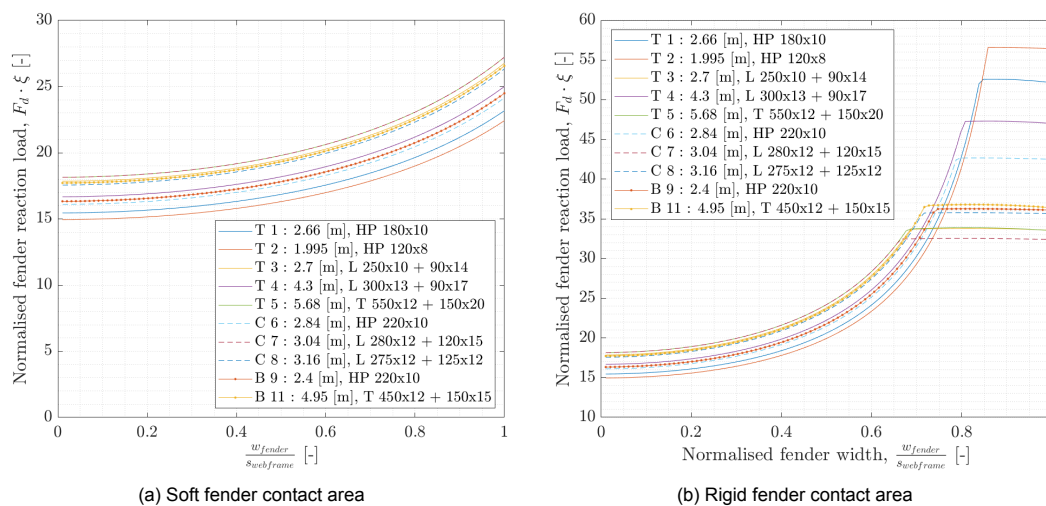 Normalised fender reaction load, F_d · ξ [-]
30
25
20
15
10
5
0
T 1 : 2.66 [m], HP 180x10
T 2 : 1.995 [m], HP 120x8
T 3 : 2.7 [m], L 250x10 + 90x14
T 4 : 4.3 [m], L 300x13 + 90x17
T 5 : 5.68 [m], T 550x12 + 150x20
C 6 : 2.84 [m], HP 220x10
C 7 : 3.04 [m], L 280x12 + 120x15
C 8 : 3.16 [m], L 275x12 + 125x12
B 9 : 2.4 [m], HP 220x10
B 11 : 4.95 [m], T 450x12 + 150x15
0 0.2 0.4 0.6 0.8 1
w_fender / s_webframe [-]
(a) Soft fender contact area
Normalised fender reaction load, F_d · ξ [-]
60
55
50
45
40
35
30
25
20
15
10
T 1 : 2.66 [m], HP 180x10
T 2 : 1.995 [m], HP 120x8
T 3 : 2.7 [m], L 250x10 + 90x14
T 4 : 4.3 [m], L 300x13 + 90x17
T 5 : 5.68 [m], T 550x12 + 150x20
C 6 : 2.84 [m], HP 220x10
C 7 : 3.04 [m], L 280x12 + 120x15
C 8 : 3.16 [m], L 275x12 + 125x12
B 9 : 2.4 [m], HP 220x10
B 11 : 4.95 [m], T 450x12 + 150x15
0 0.2 0.4 0.6 0.8
Normalised fender width, w_fender / s_webframe [-]
(b) Rigid fender contact area